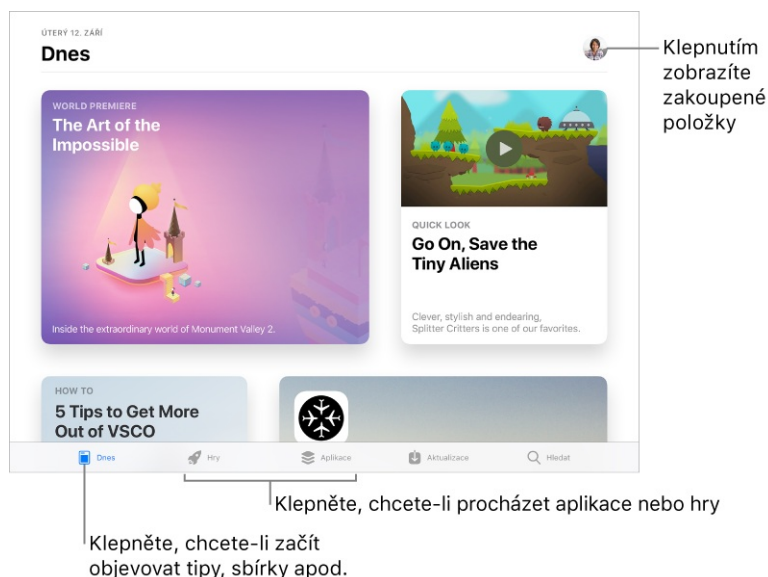 ÚTERÝ 12. ZÁŘÍ
Dnes
Klepnutím
zobrazíte
zakoupené
položky
WORLD PREMIERE
The Art of the
Impossible
Inside the extraordinary world of Monument Valley 2.
QUICK LOOK
Go On, Save the
Tiny Aliens
Clever, stylish and endearing,
Splitter Critters is one of our favorites.
HOW TO
5 Tips to Get More
Out of VSCO
Dnes
Hry
Aplikace
Aktualizace
Hledat
Klepněte, chcete-li procházet aplikace nebo hry
Klepněte, chcete-li začít
objevovat tipy, sbírky apod.